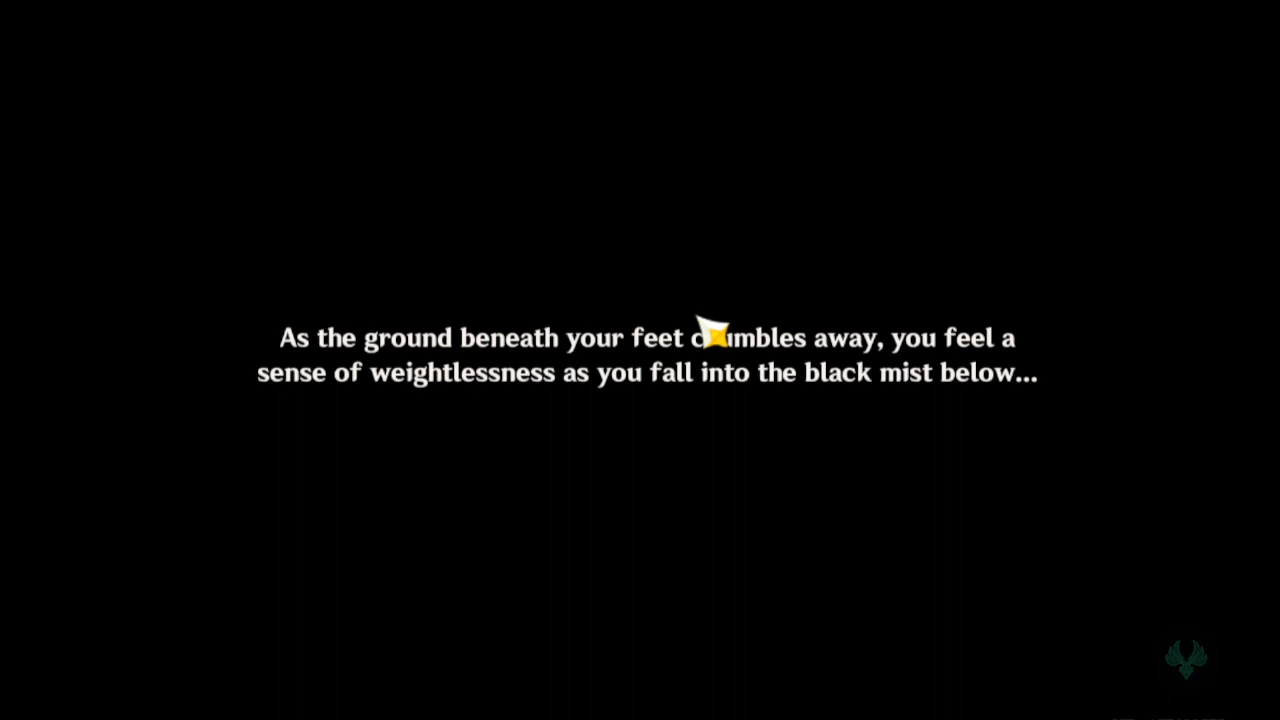 As the ground beneath your feet crumbles away, you feel a
sense of weightlessness as you fall into the black mist below...